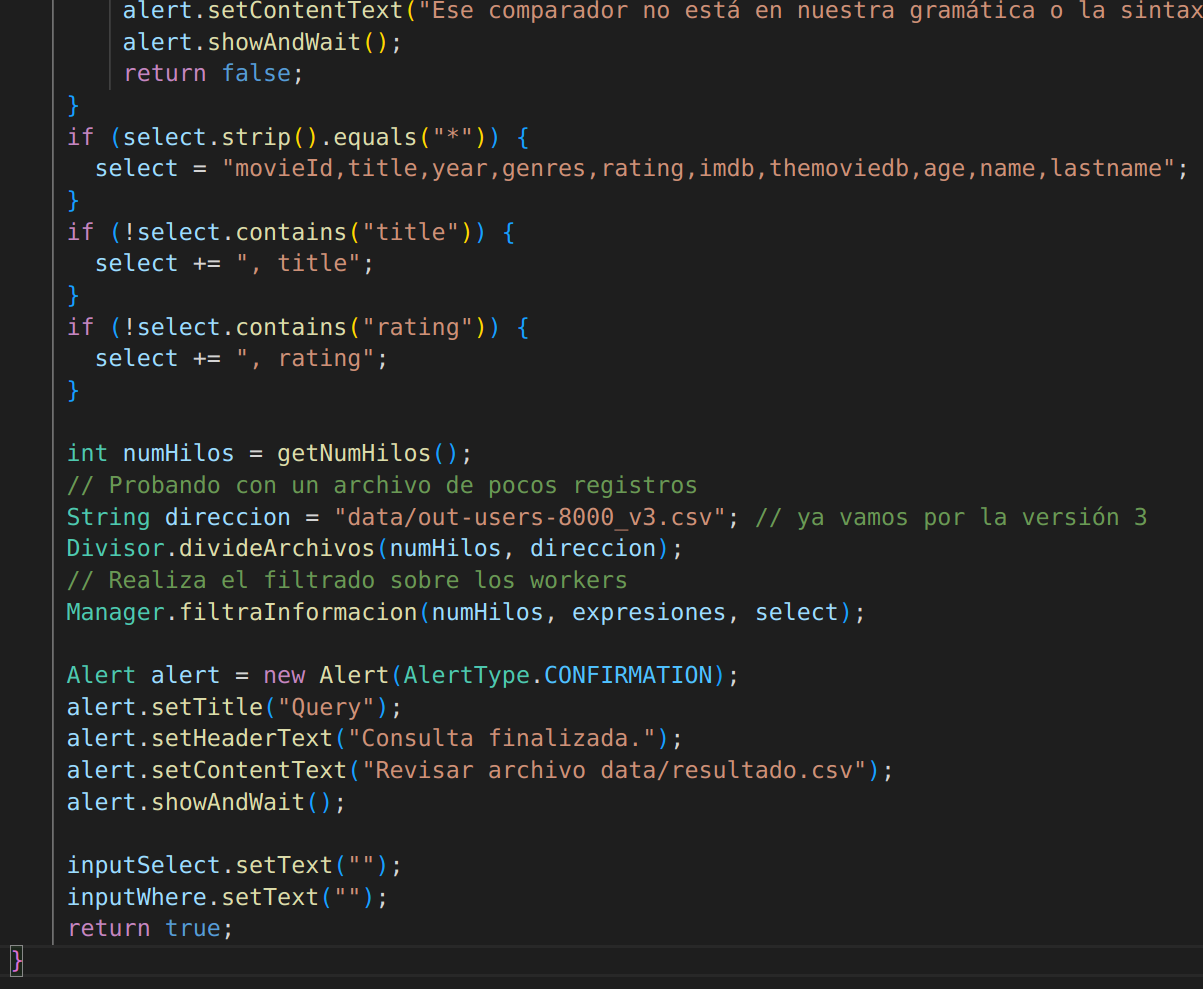 alert.setContentText("Ese comparador no está en nuestra gramática o la sintax
alert.showAndWait();
return false;
}
if (select.strip().equals("*")) {
select = "movieId,title,year,genres,rating,imdb,themoviedb,age,name,lastname";
}
if (!select.contains("title")) {
select += ", title";
}
if (!select.contains("rating")) {
select += ", rating";
}
int numHilos = getNumHilos();
// Probando con un archivo de pocos registros
String direccion = "data/out-users-8000_v3.csv"; // ya vamos por la versión 3
Divisor.divideArchivos(numHilos, direccion);
// Realiza el filtrado sobre los workers
Manager.filtraInformacion(numHilos, expresiones, select);
Alert alert = new Alert(AlertType.CONFIRMATION);
alert.setTitle("Query");
alert.setHeaderText("Consulta finalizada.");
alert.setContentText("Revisar archivo data/resultado.csv");
alert.showAndWait();
inputSelect.setText("");
inputWhere.setText("");
return true;
}